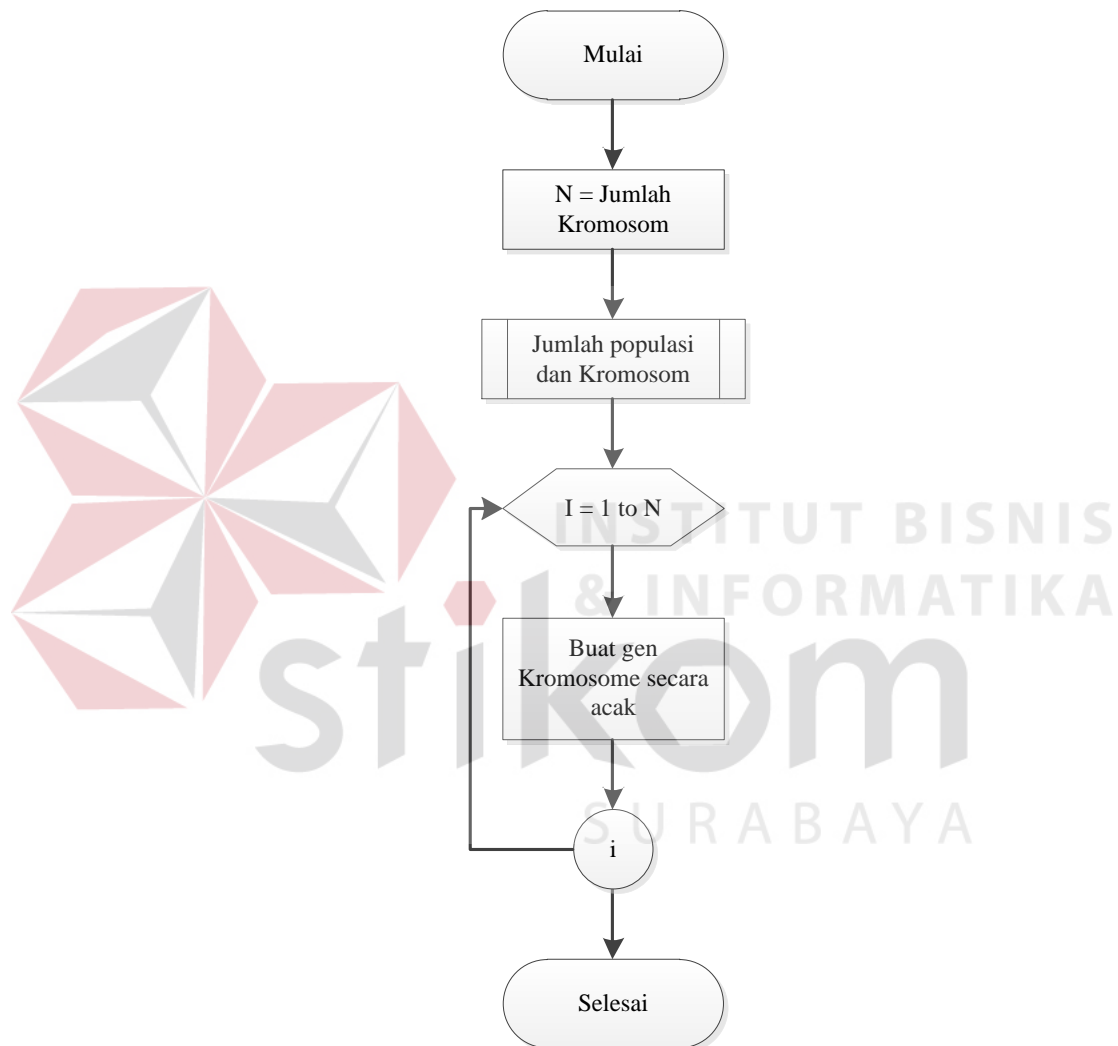 Mulai
N = Jumlah
Kromosom
Jumlah populasi
dan Kromosom
I = 1 to N
INSTITUT BISNIS
& INFORMATIKA
Buat gen
Kromosome secara
acak
stikom
SURABAYA
i
Selesai